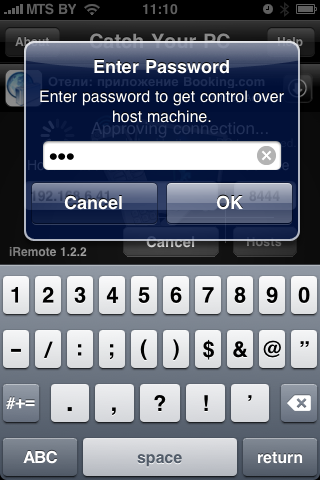 MTS BY 11:10
About Catch Your PC Help
Отели: приложение Booking.com
Enter Password
Enter password to get control over
host machine.
Approving connection...
•••
192.168.6.41 8444
Cancel OK
iRemote 1.2.2 Cancel Hosts
1 2 3 4 5 6 7 8 9 0
- / : ; ( ) $ & @ ”
#+= . , ? ! ’
ABC space return